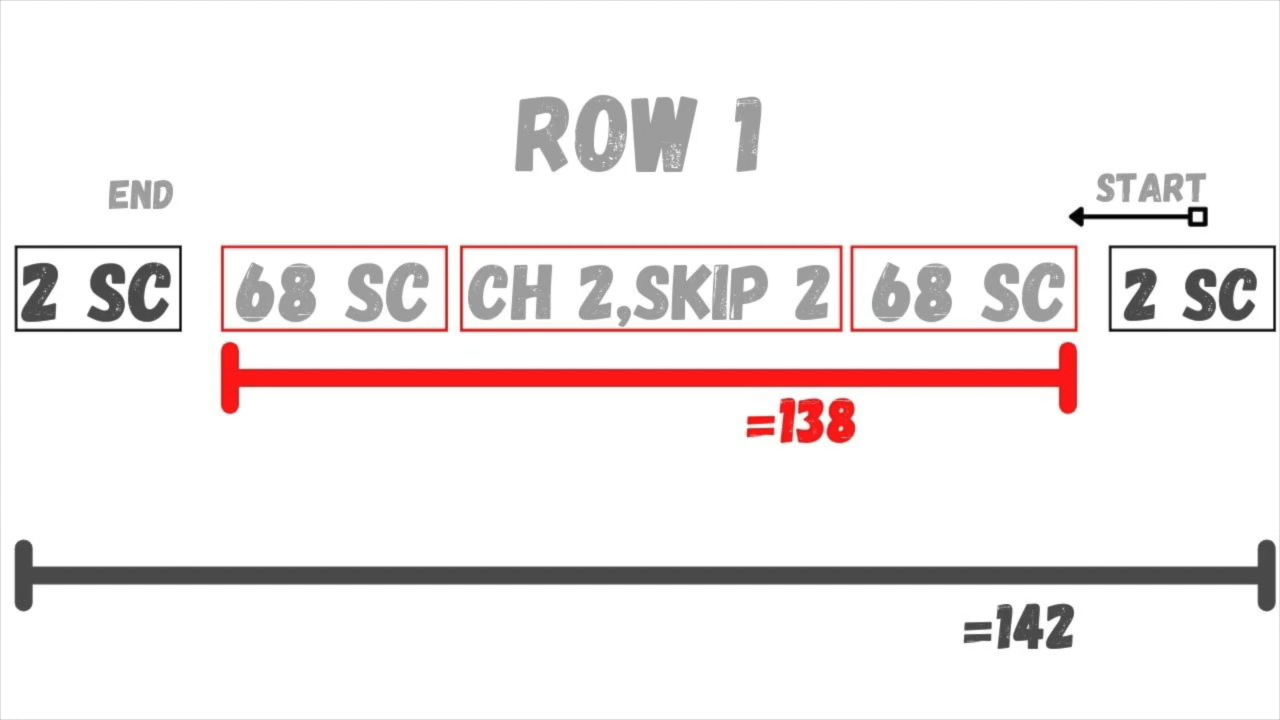 ROW 1
END
START
2 SC
68 SC
CH 2,SKIP 2
68 SC
2 SC
=138
=142